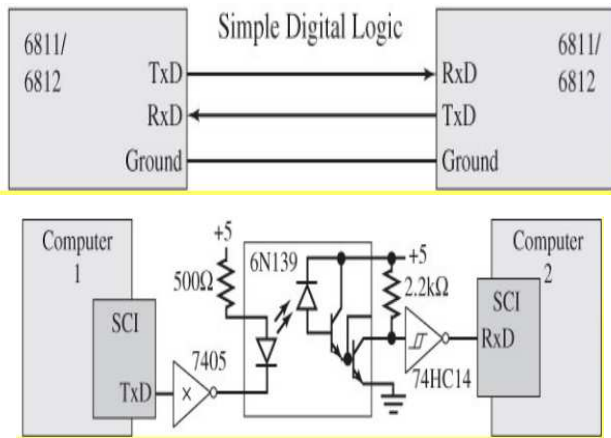 Simple Digital Logic
6811/
6812
TxD
RxD
Ground
6811/
6812
RxD
TxD
Ground
Computer
1
SCI
TxD
+5
500Ω
7405
×
6N139
+5
2.2kΩ
74HC14
Computer
2
SCI
RxD